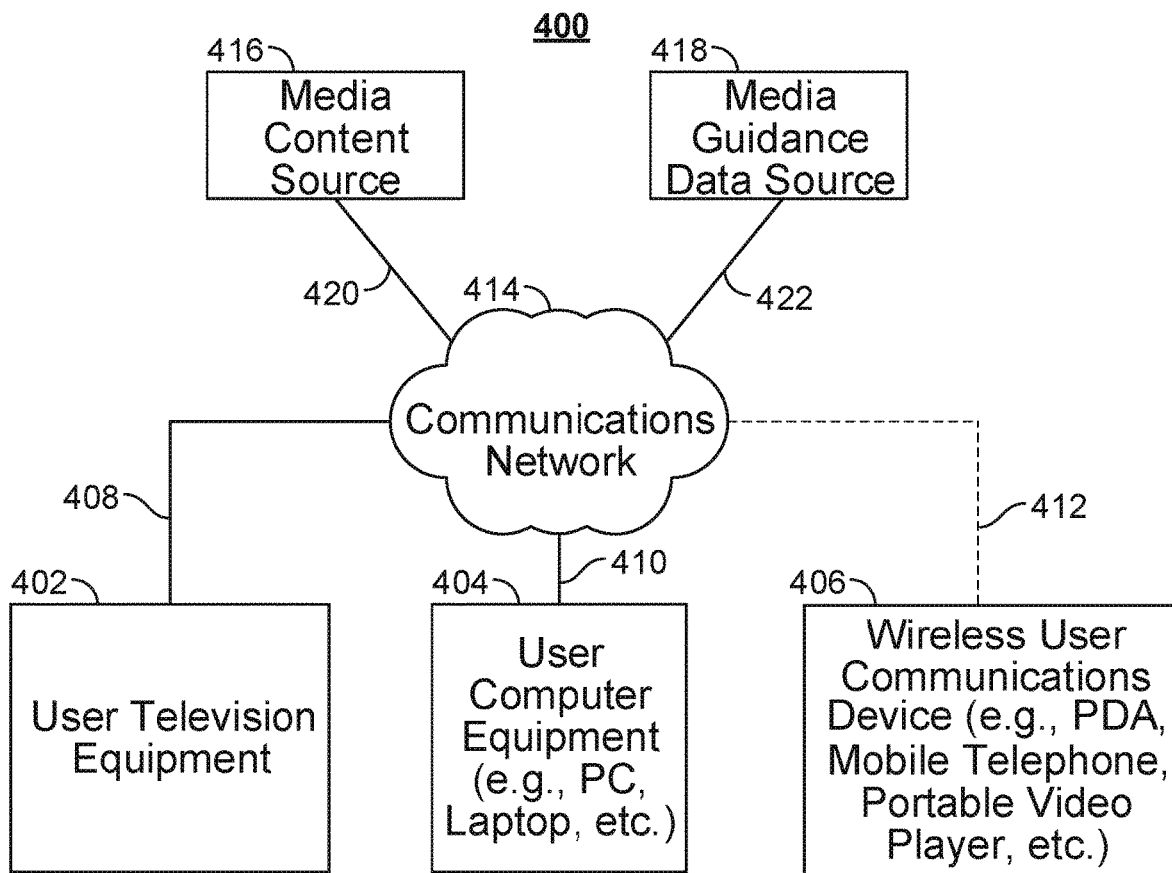 400
416
Media
Content
Source
418
Media
Guidance
Data Source
420
414
422
Communications
Network
408
410
412
402
User Television
Equipment
404
User
Computer
Equipment
(e.g., PC,
Laptop, etc.)
406
Wireless User
Communications
Device (e.g., PDA,
Mobile Telephone,
Portable Video
Player, etc.)